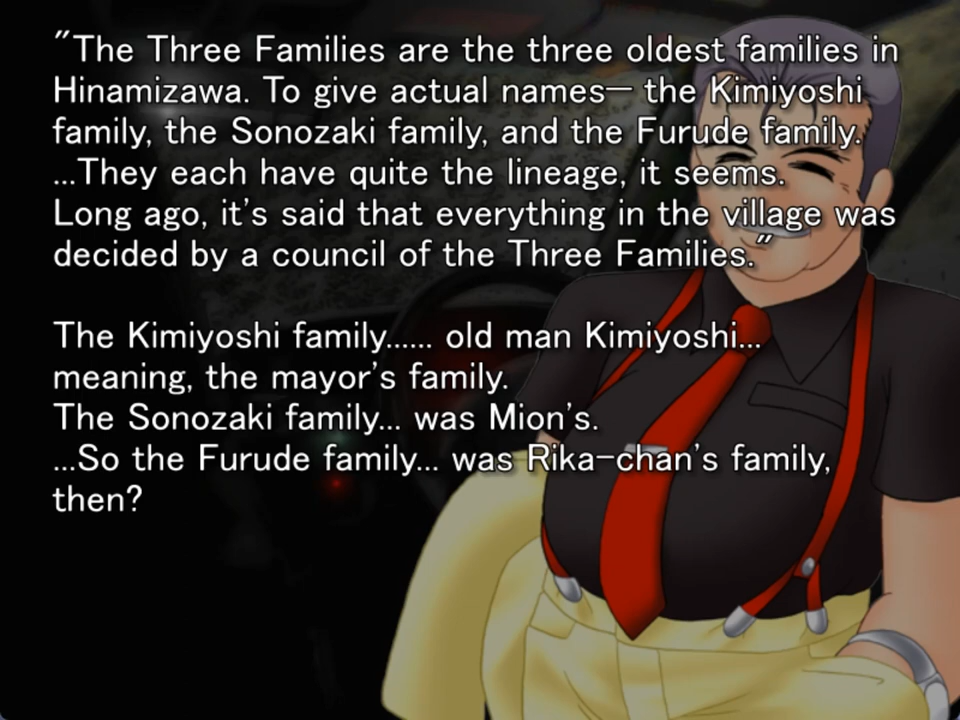 "The Three Families are the three oldest families in
Hinamizawa. To give actual names— the Kimiyoshi
family, the Sonozaki family, and the Furude family.
...They each have quite the lineage, it seems.
Long ago, it's said that everything in the village was
decided by a council of the Three Families."
The Kimiyoshi family...... old man Kimiyoshi...
meaning, the mayor's family.
The Sonozaki family... was Mion's.
...So the Furude family... was Rika-chan's family,
then?